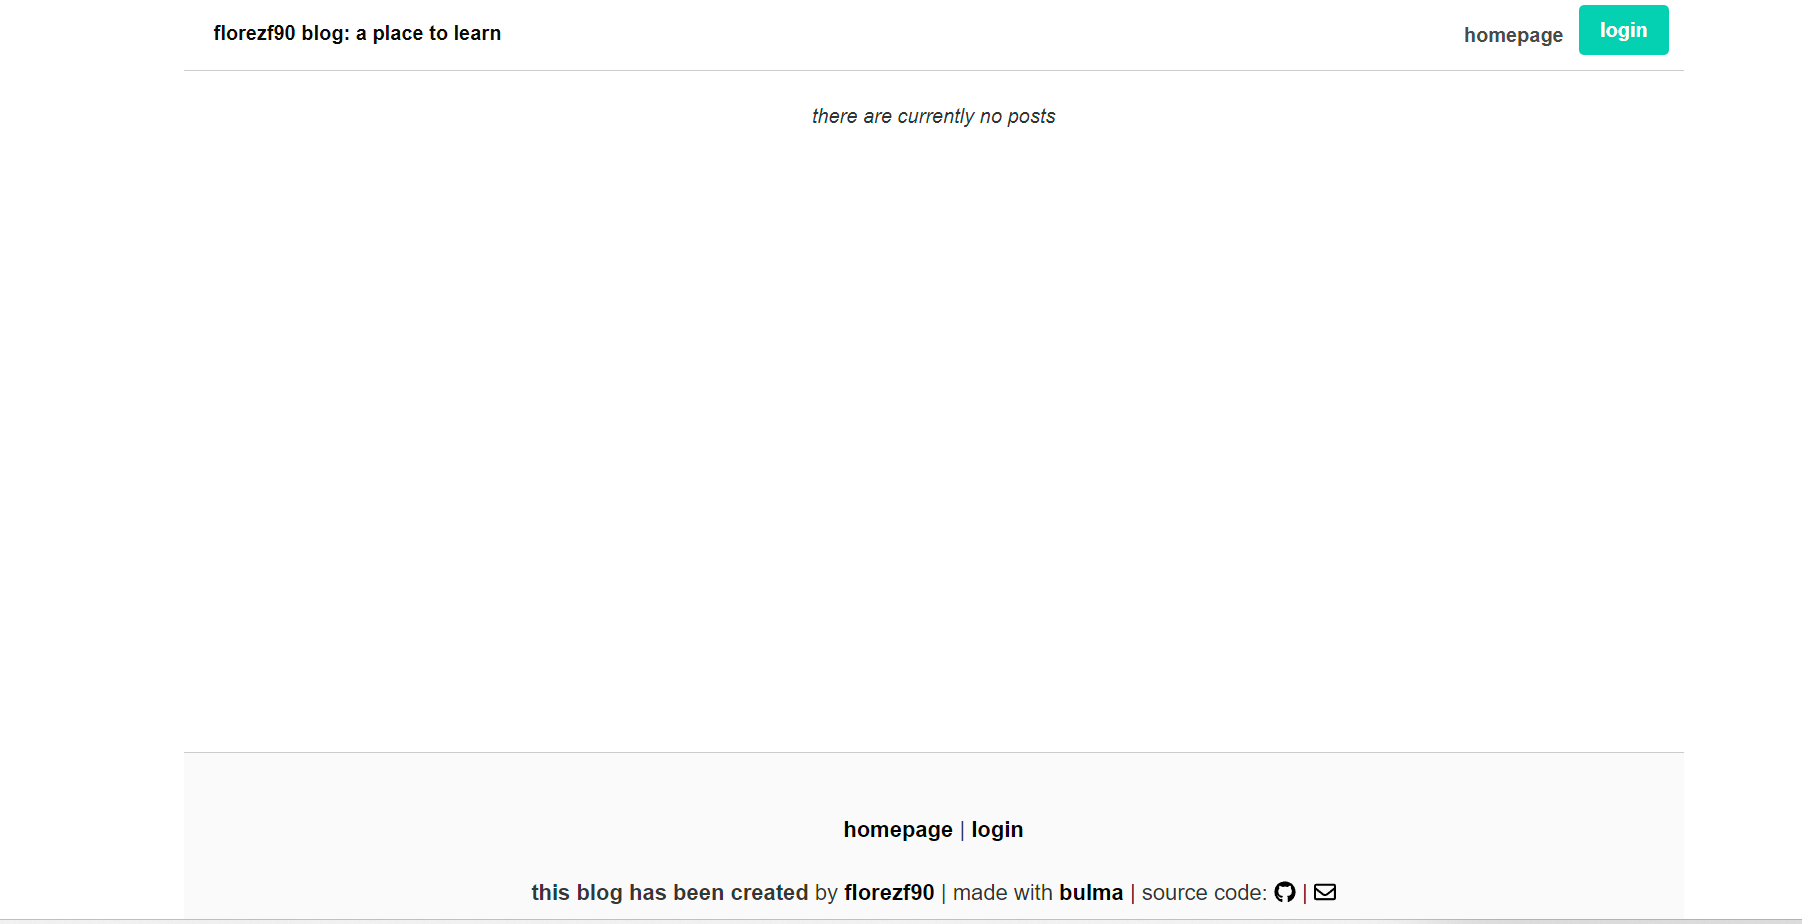 florezf90 blog: a place to learn
homepage login
there are currently no posts
homepage | login
this blog has been created by florezf90 | made with bulma | source code: |